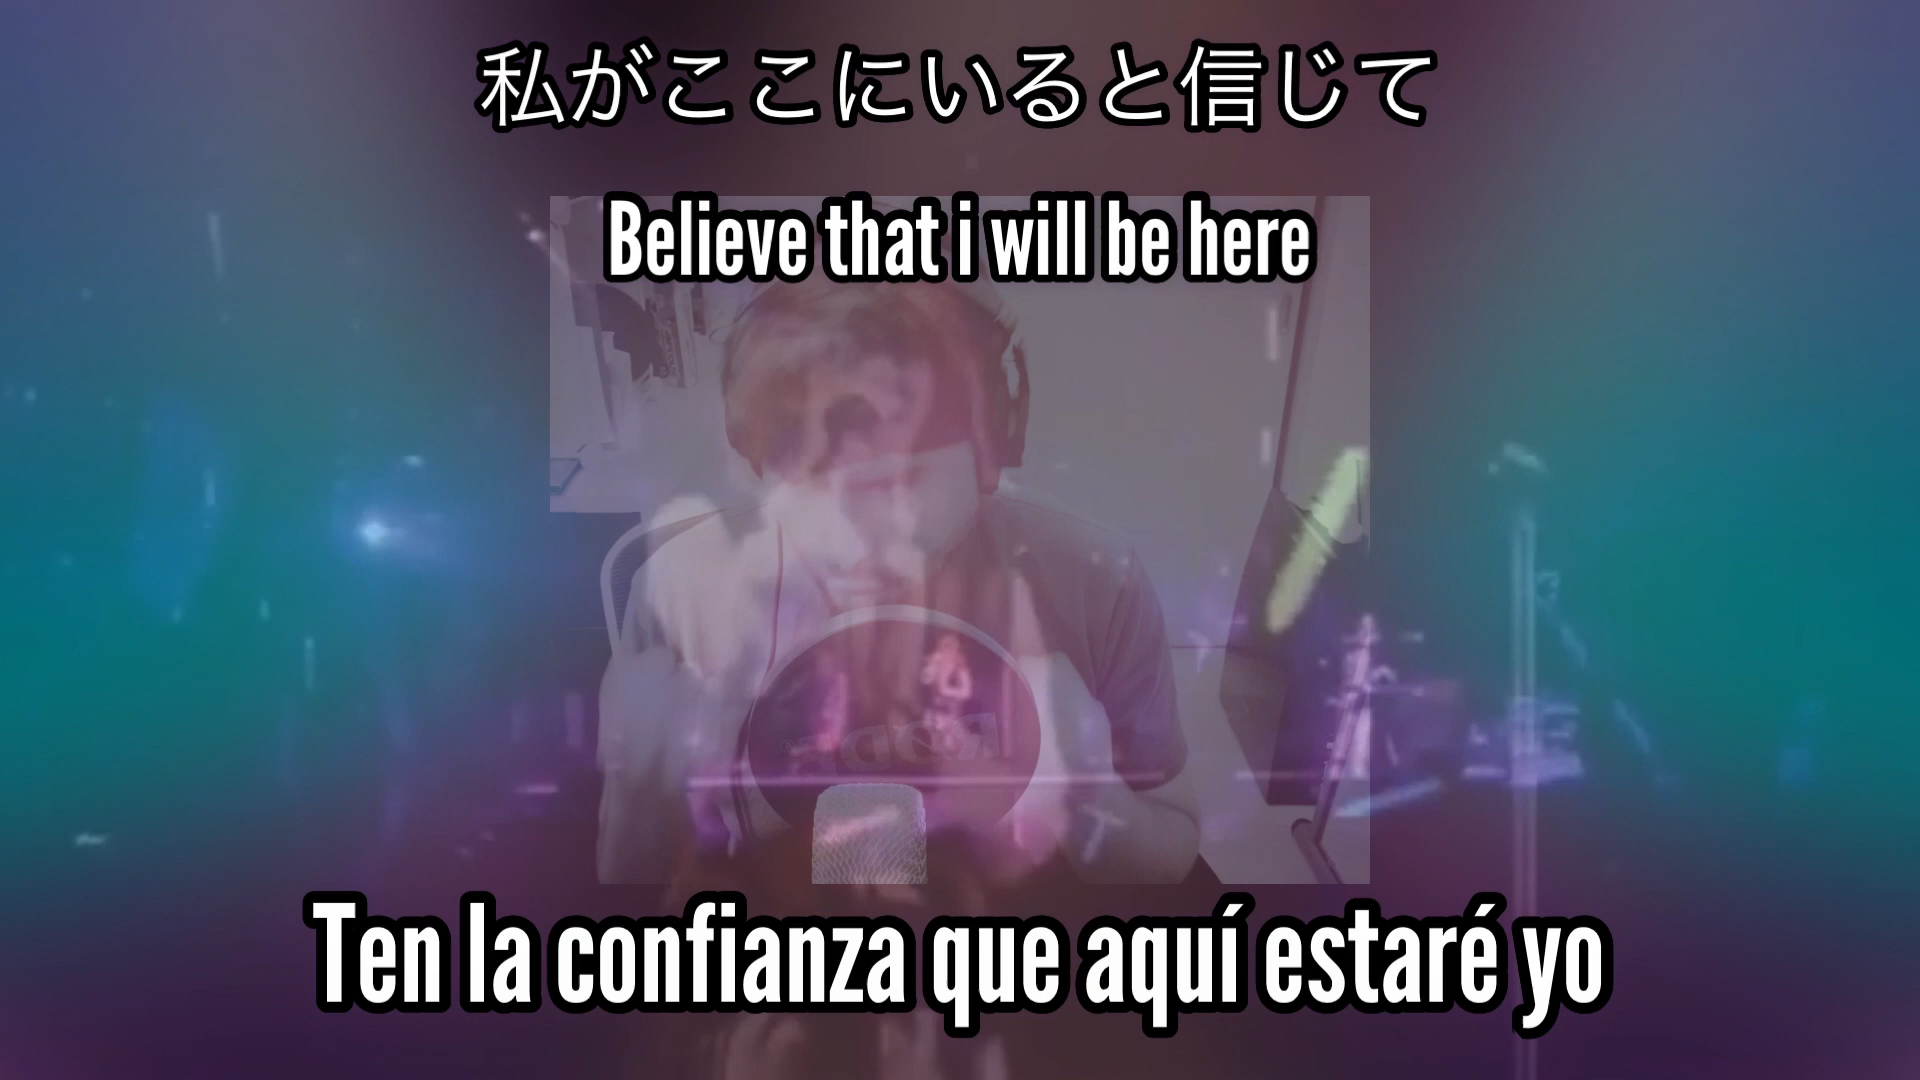 私がここにいると信じて
Believe that i will be here
Ten la confianza que aquí estaré yo